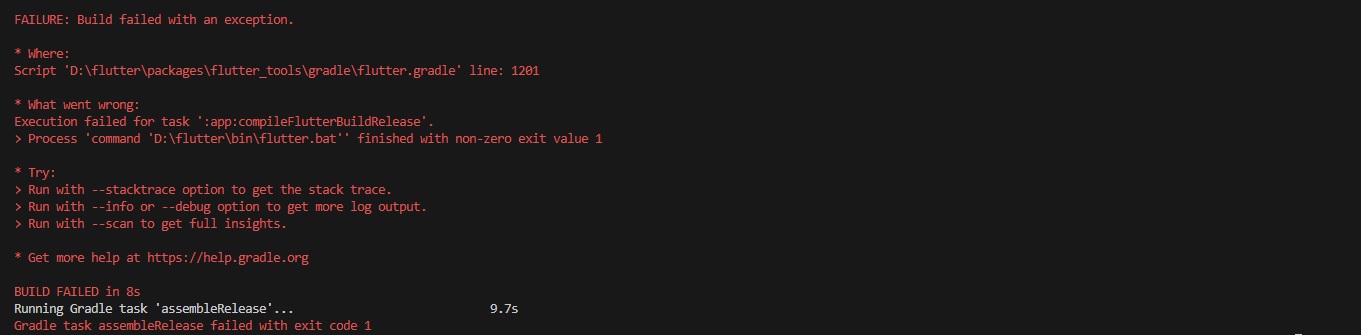 FAILURE: Build failed with an exception.
* Where:
Script 'D:\flutter\packages\flutter_tools\gradle\flutter.gradle' line: 1201
* What went wrong:
Execution failed for task ':app:compileFlutterBuildRelease'.
> Process 'command 'D:\flutter\bin\flutter.bat'' finished with non-zero exit value 1
* Try:
> Run with --stacktrace option to get the stack trace.
> Run with --info or --debug option to get more log output.
> Run with --scan to get full insights.
* Get more help at https://help.gradle.org
BUILD FAILED in 8s
Running Gradle task 'assembleRelease'... 9.7s
Gradle task assembleRelease failed with exit code 1